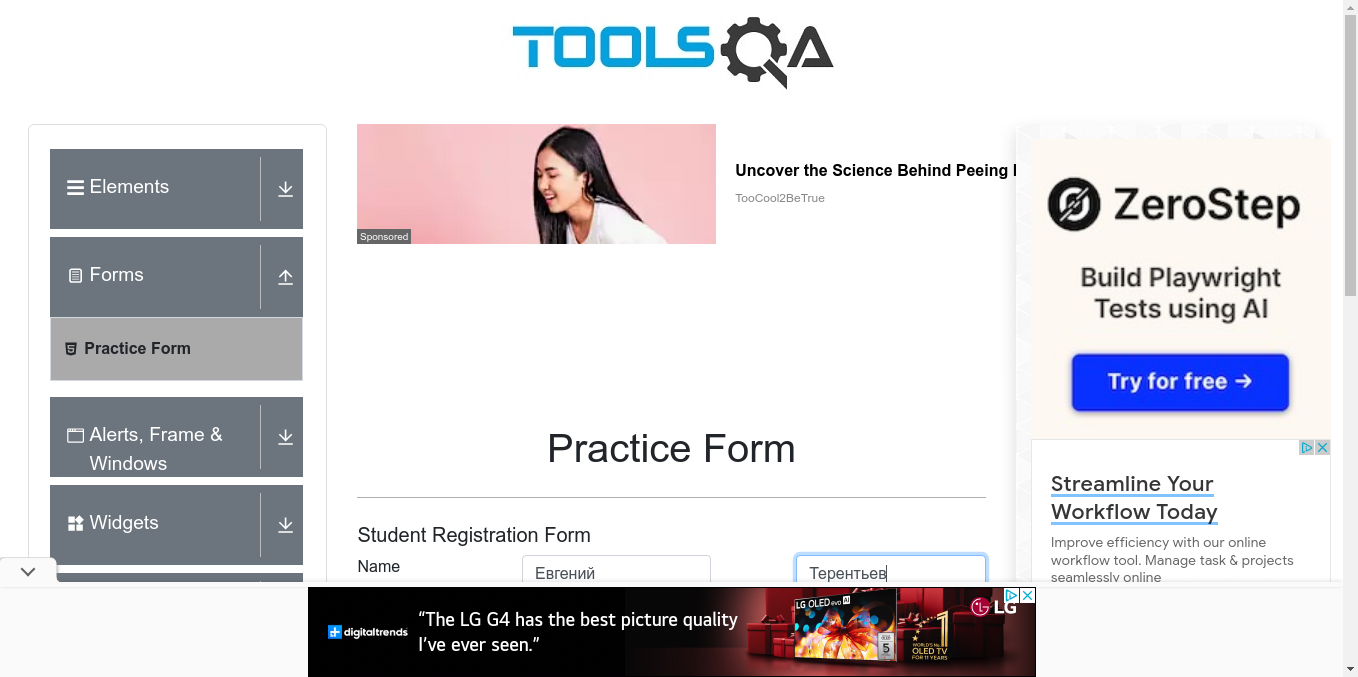 TOOLSQA
Elements
Forms
Practice Form
Alerts, Frame &
Windows
Widgets
Sponsored
Uncover the Science Behind Peeing
TooCool2BeTrue
Practice Form
Student Registration Form
Name
Евгений
Терентьев
ZeroStep
Build Playwright
Tests using AI
Try for free →
Streamline Your
Workflow Today
Improve efficiency with our online
workflow tool. Manage task & projects
seamlessly online
digitaltrends
“The LG G4 has the best picture quality
I’ve ever seen.”
LG OLED evo AI
5
WORLD'S No.1
OLED TV
FOR 11 YEARS
LG